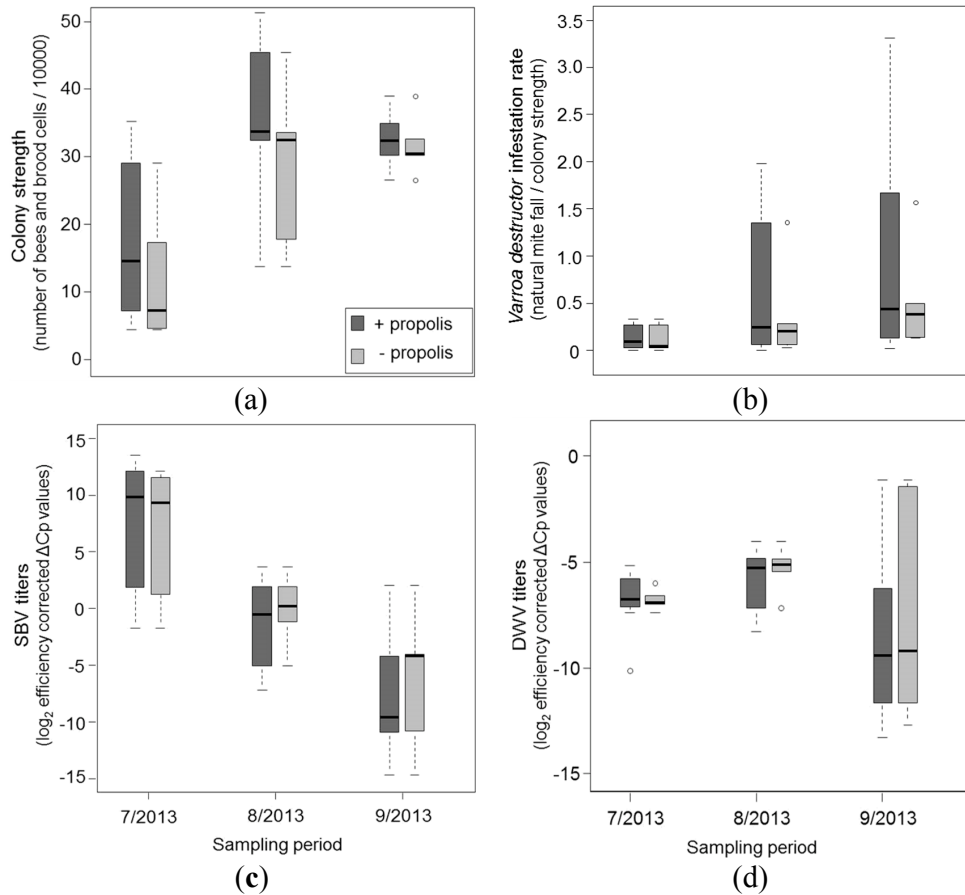 Colony strength
(number of bees and brood cells / 10000)
50
40
30
20
10
0
+ propolis
- propolis
(a)
Varroa destructor infestation rate
(natural mite fall / colony strength)
3.5
3.0
2.5
2.0
1.5
1.0
0.5
0
(b)
SBV titers
(log₂ efficiency corrected ΔCp values)
15
10
5
0
-5
-10
-15
7/2013 8/2013 9/2013
Sampling period
(c)
DWV titers
(log₂ efficiency corrected ΔCp values)
0
-5
-10
-15
7/2013 8/2013 9/2013
Sampling period
(d)